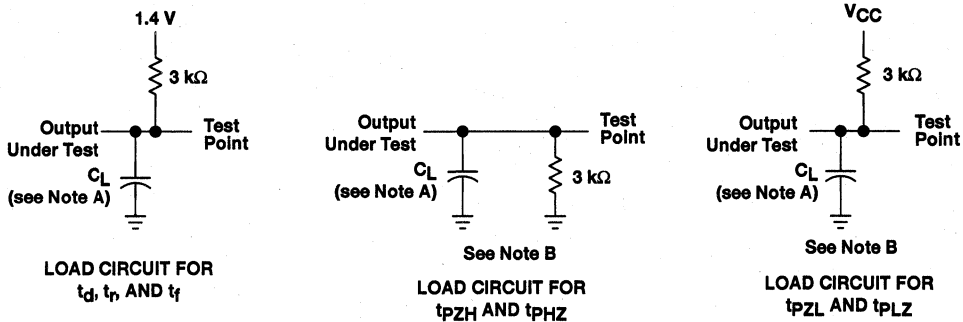 1.4 V
3 kΩ
Output
Under Test
Test
Point
CL
(see Note A)
LOAD CIRCUIT FOR
td, tr, AND tf
Output
Under Test
Test
Point
CL
(see Note A)
3 kΩ
See Note B
LOAD CIRCUIT FOR
tPZH AND tPHZ
VCC
3 kΩ
Output
Under Test
Test
Point
CL
(see Note A)
See Note B
LOAD CIRCUIT FOR
tPZL AND tPLZ